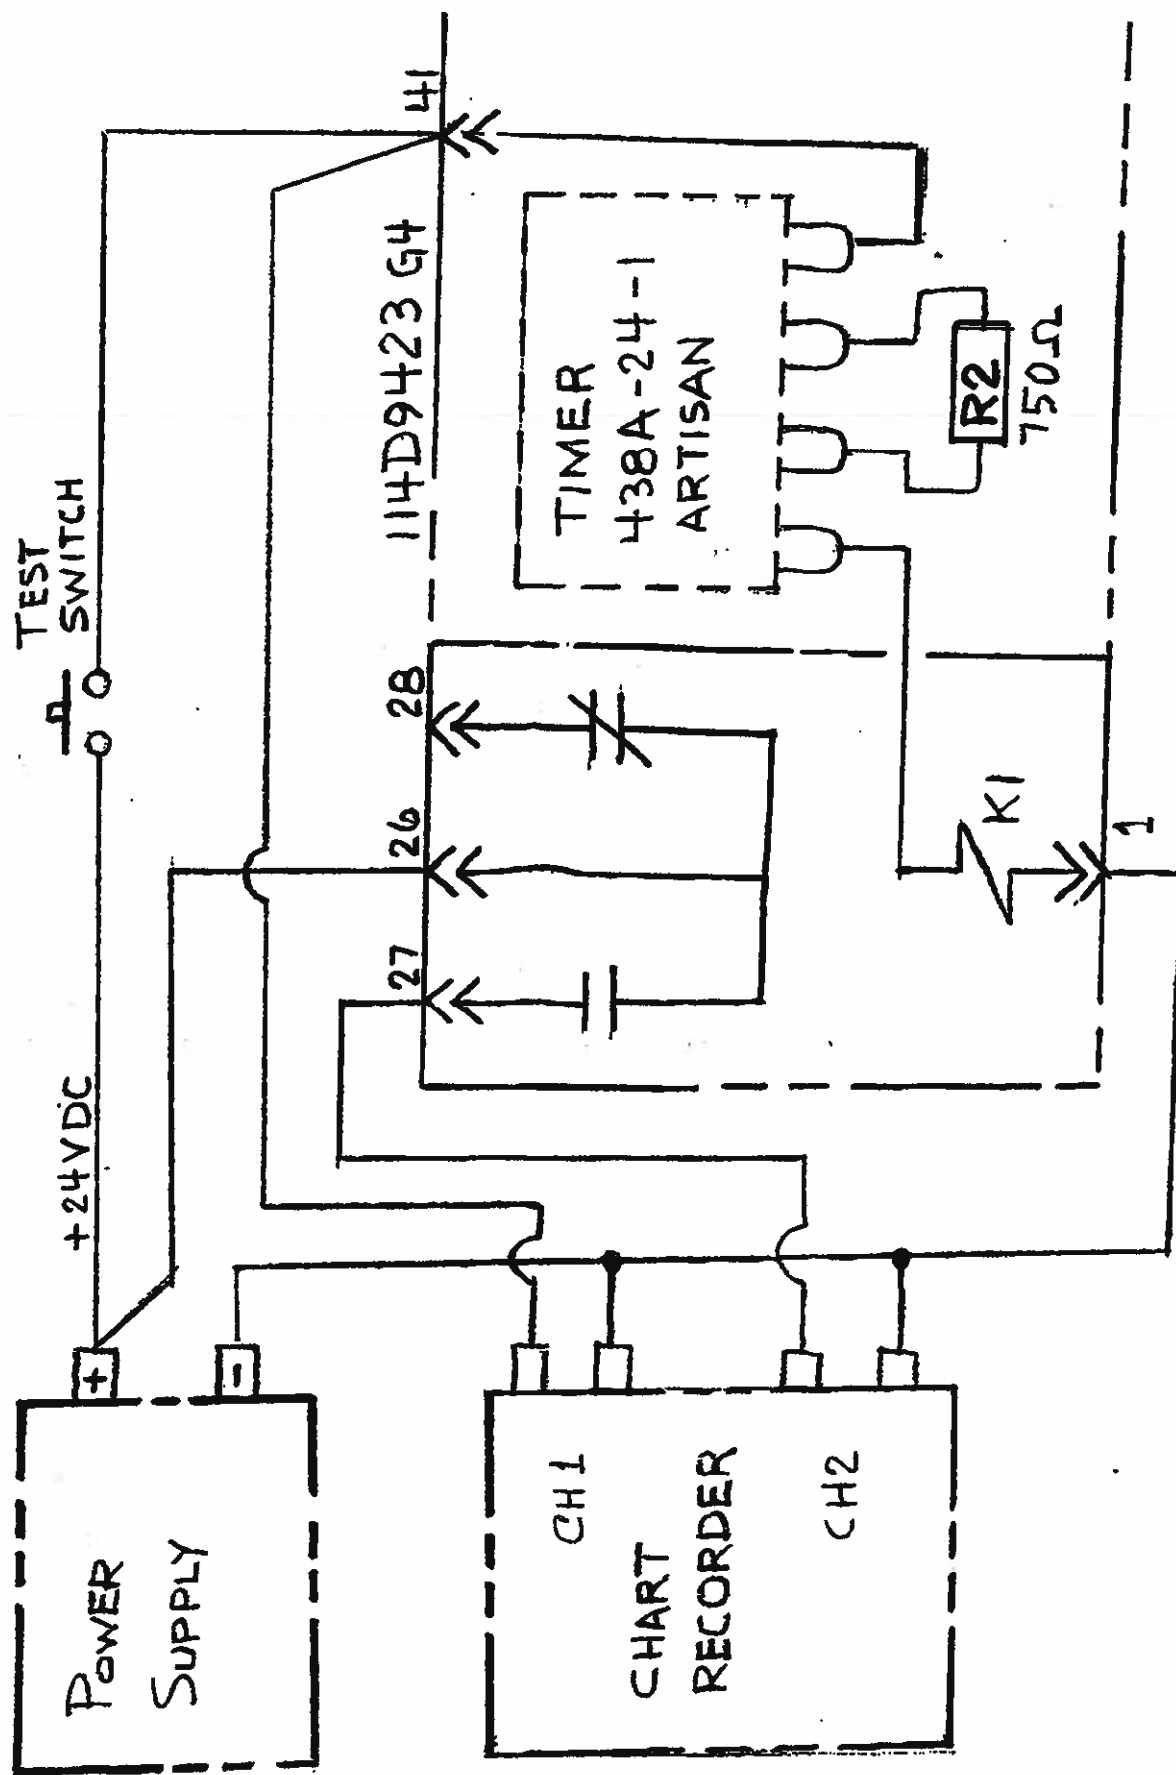 TEST
SWITCH
+24VDC
+
-
POWER
SUPPLY
41
114D9423 G4
28
26
27
TIMER
438A-24-1
ARTISAN
R2
750Ω
K1
1
CH1
CHART
RECORDER
CH2